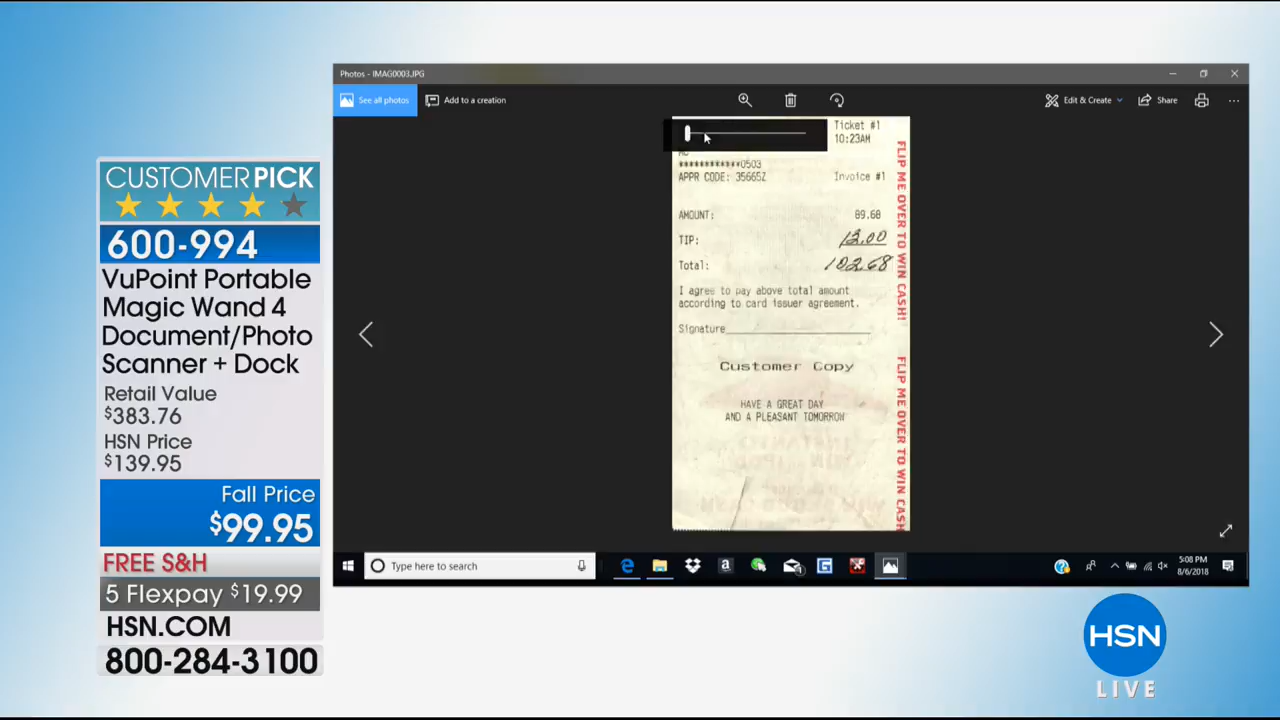 CUSTOMER PICK
600-994
VuPoint Portable
Magic Wand 4
Document/Photo
Scanner + Dock
Retail Value
$383.76
HSN Price
$139.95
Fall Price
$99.95
FREE S&H
5 Flexpay $19.99
HSN.COM
800-284-3100
Photos - IMAG0003.JPG
See all photos
Add to a creation
Edit & Create
Share
Ticket #1
10:23AM
************0503
APPR CODE: 35665Z
Invoice #1
AMOUNT: 89.68
TIP: 13.00
Total: 102.68
I agree to pay above total amount
according to card issuer agreement.
Signature
Customer Copy
HAVE A GREAT DAY
AND A PLEASANT TOMORROW
FLIP ME OVER TO WIN CASH!
FLIP ME OVER TO WIN CASH
Type here to search
5:08 PM
8/6/2018
HSN
LIVE